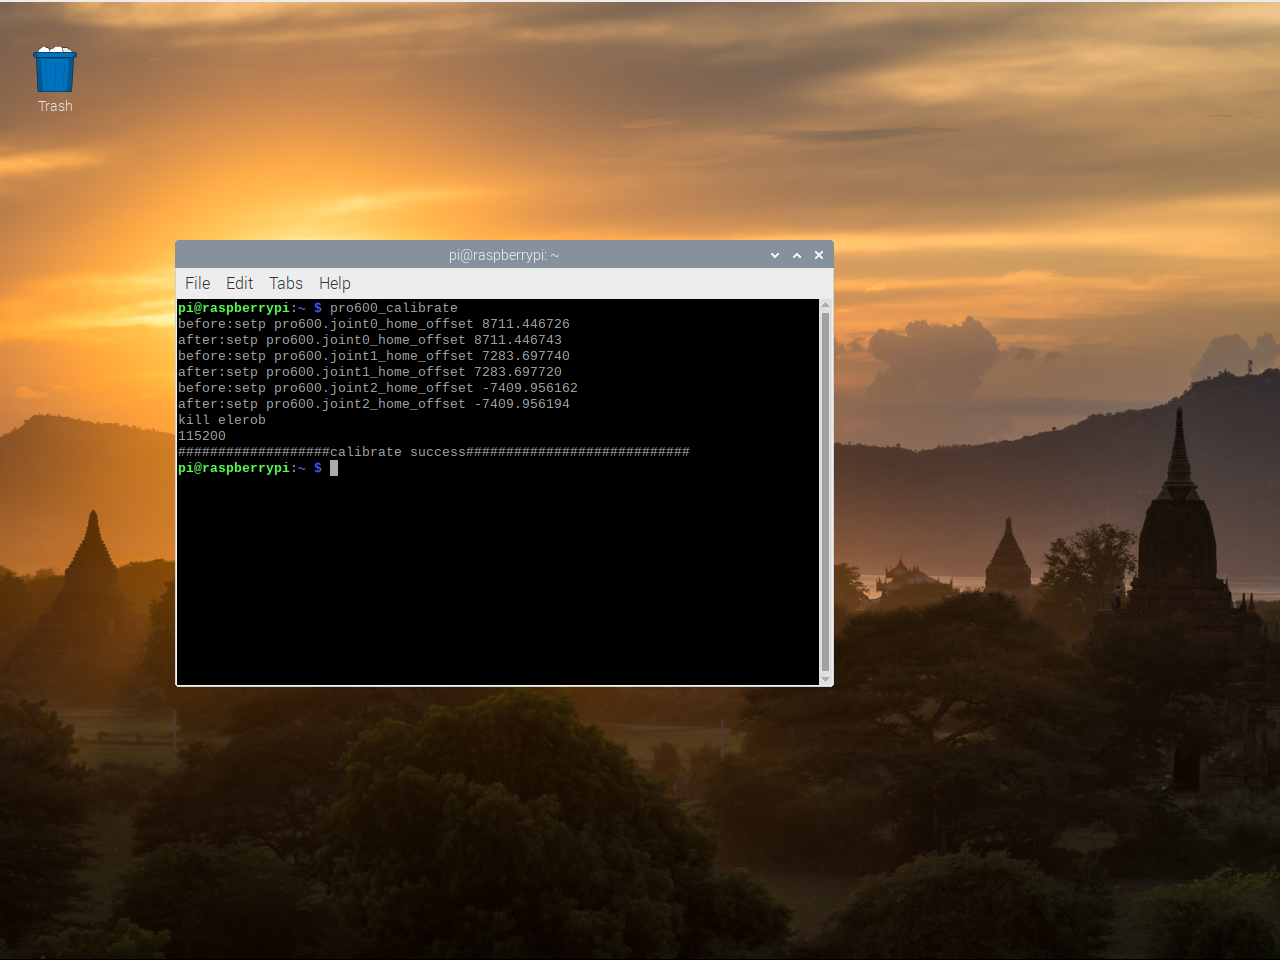 Trash
pi@raspberrypi: ~
File Edit Tabs Help
pi@raspberrypi:~ $ pro600_calibrate
before:setp pro600.joint0_home_offset 8711.446726
after:setp pro600.joint0_home_offset 8711.446743
before:setp pro600.joint1_home_offset 7283.697740
after:setp pro600.joint1_home_offset 7283.697720
before:setp pro600.joint2_home_offset -7409.956162
after:setp pro600.joint2_home_offset -7409.956194
kill elerob
115200
###################calibrate success############################
pi@raspberrypi:~ $